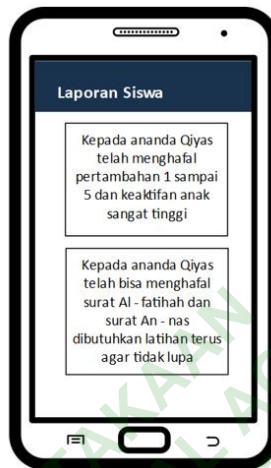 Laporan Siswa
Kepada ananda Qiyas
telah menghafal
pertambahan 1 sampai
5 dan keaktifan anak
sangat tinggi
Kepada ananda Qiyas
telah bisa menghafal
surat Al - fatihah dan
surat An - nas
dibutuhkan latihan terus
agar tidak lupa